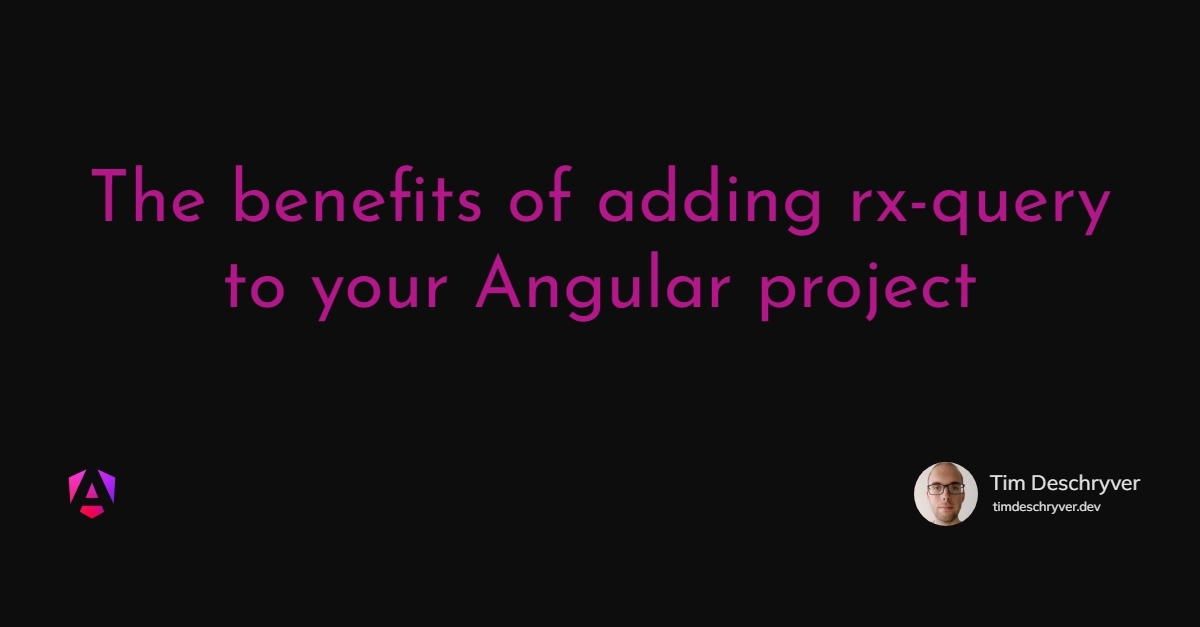 The benefits of adding rx-query
to your Angular project
Tim Deschryver
timdeschryver.dev